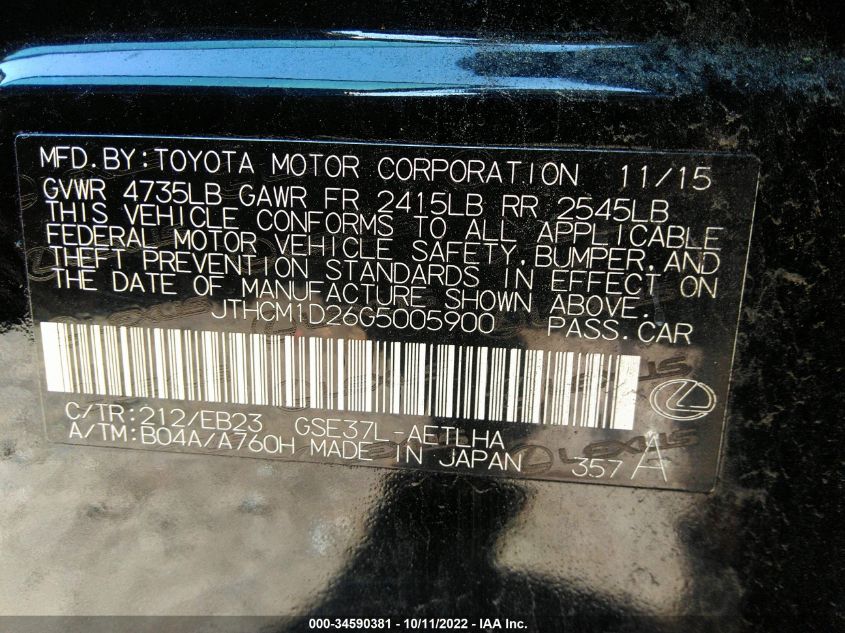 MFD.BY:TOYOTA MOTOR CORPORATION 11/15
GVWR 4735LB GAWR FR 2415LB RR 2545LB
THIS VEHICLE CONFORMS TO ALL APPLICABLE
FEDERAL MOTOR VEHICLE SAFETY,BUMPER,AND
THEFT PREVENTION STANDARDS IN EFFECT ON
THE DATE OF MANUFACTURE SHOWN ABOVE.
JTHCM1D26G5005900 PASS.CAR
C/TR:212/EB23 GSE37L-AETLHA
A/TM:B04A/A760H MADE IN JAPAN 357 A
LEXUS
000-34590381 - 10/11/2022 - IAA Inc.